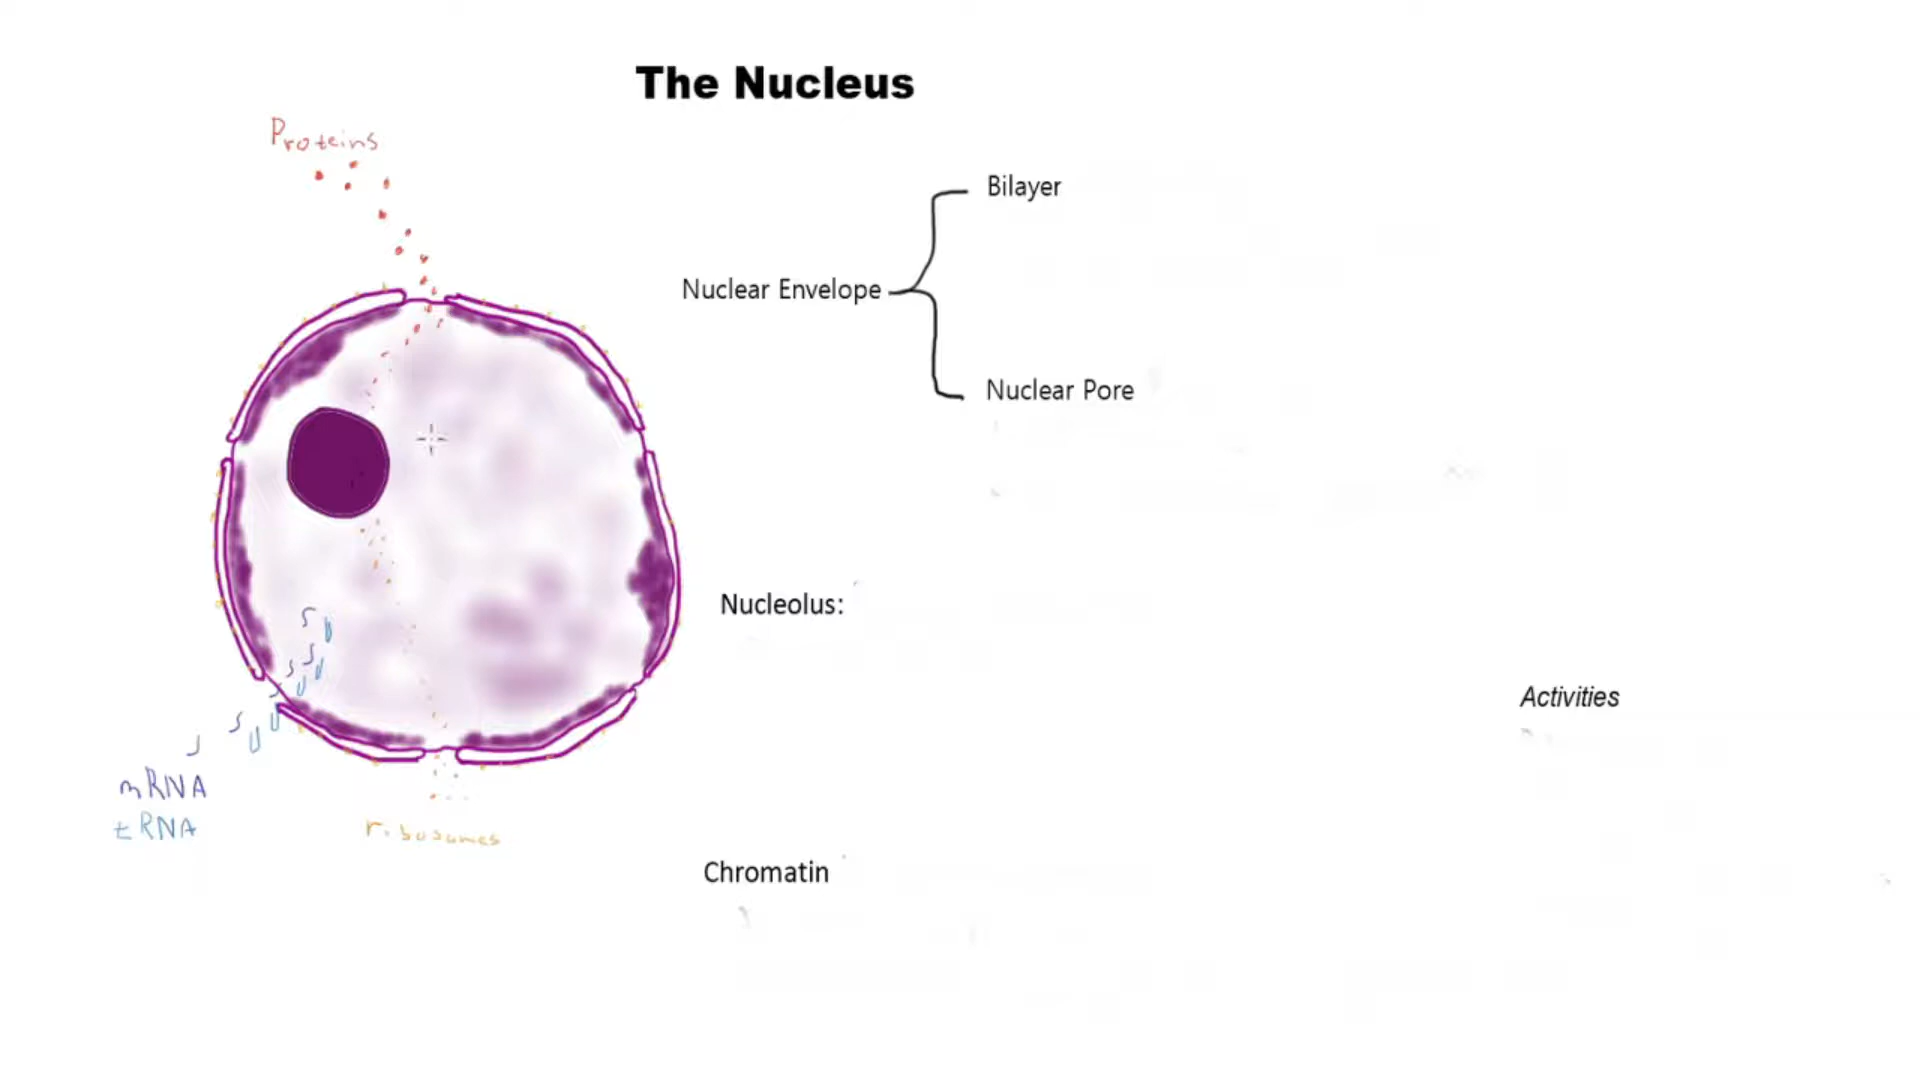 The Nucleus
Proteins
Bilayer
Nuclear Envelope
Nuclear Pore
Nucleolus:
Activities
mRNA
tRNA
ribosomes
Chromatin